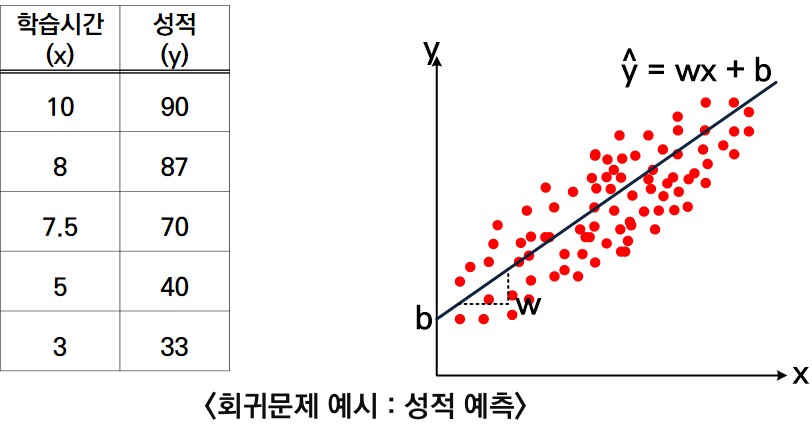 학습시간 성적
(x) (y)
10 90
8 87
7.5 70
5 40
3 33
y
ŷ = wx + b
w
b
x
〈회귀문제 예시 : 성적 예측〉